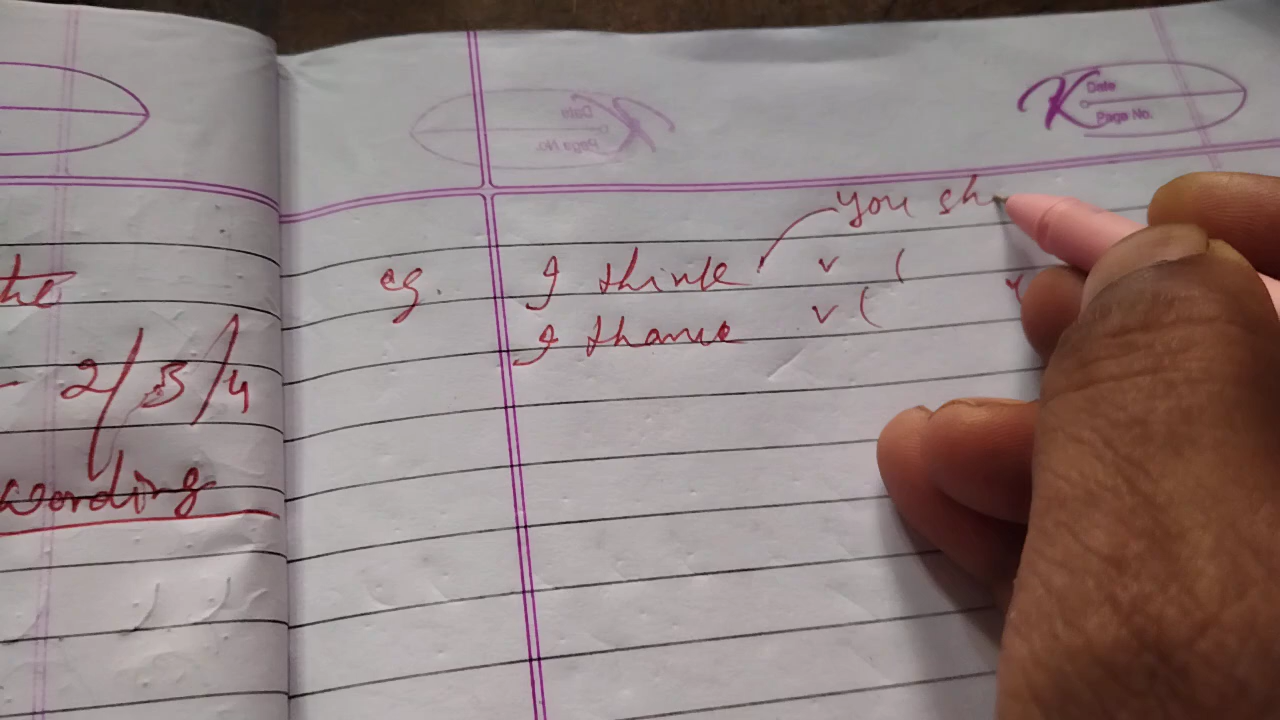 the
- 2/3/4
wording
Date
Page No.
you sh
eg. I think v (
I thank v (